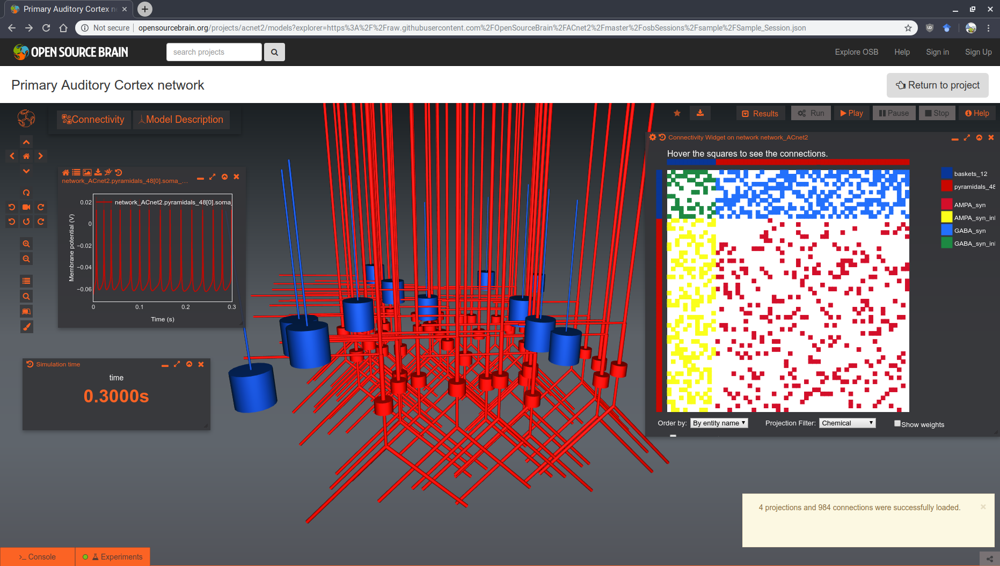 Primary Auditory Cortex n
Not secure
opensourcebrain.org/projects/acnet2/models?explorer=https%3A%2F%2Fraw.githubusercontent.com%2FOpenSourceBrain%2FACnet2%2Fmaster%2FosbSessions%2Fsample%2FSample_Session.json
OPEN SOURCE BRAIN
search projects
Explore OSB Help Sign in Sign Up
Primary Auditory Cortex network
Return to project
Connectivity
Model Description
Results Run Play Pause Stop Help
Connectivity Widget on network network_ACnet2
Hover the squares to see the connections.
baskets_12
pyramidals_48
AMPA_syn
AMPA_syn_inl
GABA_syn
GABA_syn_inl
Order by: By entity name
Projection Filter: Chemical
Show weights
network_ACnet2.pyramidals_48[0].soma_...
network_ACnet2.pyramidals_48[0].soma_
Membrane potential (V)
0.02
0
−0.02
−0.04
−0.06
0 0.1 0.2 0.3
Time (s)
Simulation time
time
0.3000s
4 projections and 984 connections were successfully loaded.
>_ Console
Experiments